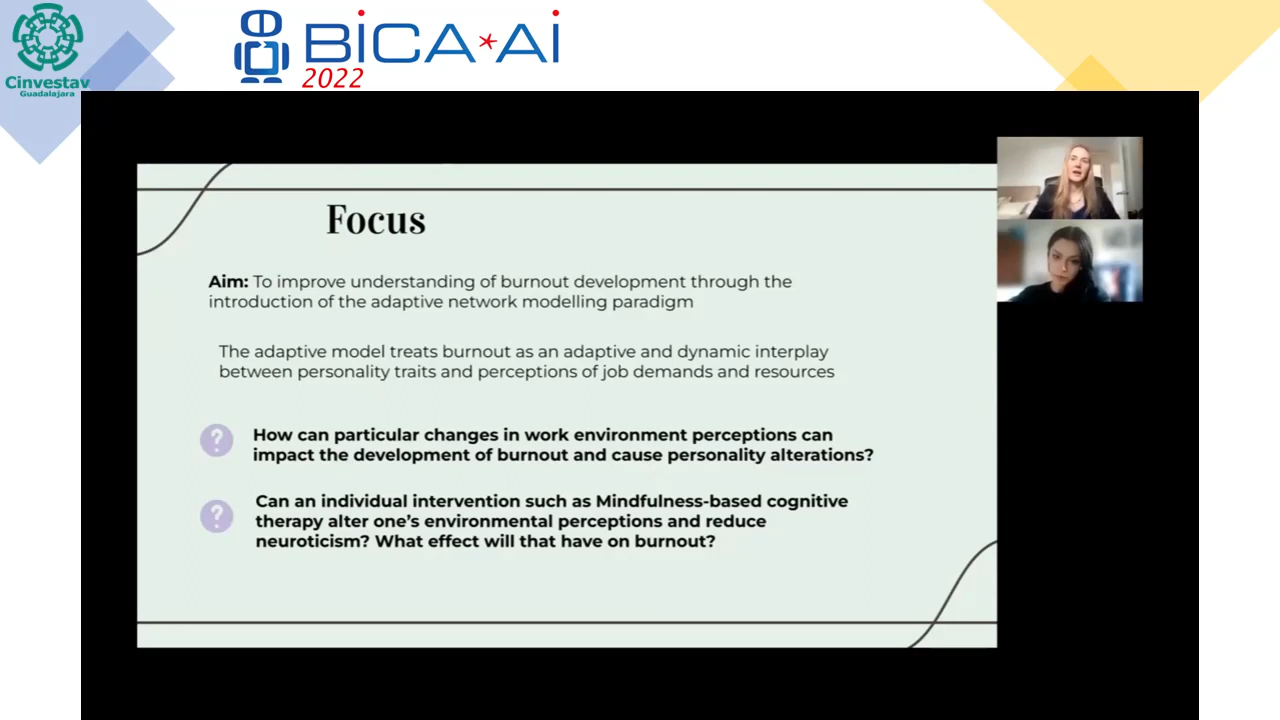 Cinvestav
Guadalajara
BiCA*Ai
2022
Focus
Aim: To improve understanding of burnout development through the
introduction of the adaptive network modelling paradigm
The adaptive model treats burnout as an adaptive and dynamic interplay
between personality traits and perceptions of job demands and resources
? How can particular changes in work environment perceptions can
impact the development of burnout and cause personality alterations?
? Can an individual intervention such as Mindfulness-based cognitive
therapy alter one's environmental perceptions and reduce
neuroticism? What effect will that have on burnout?